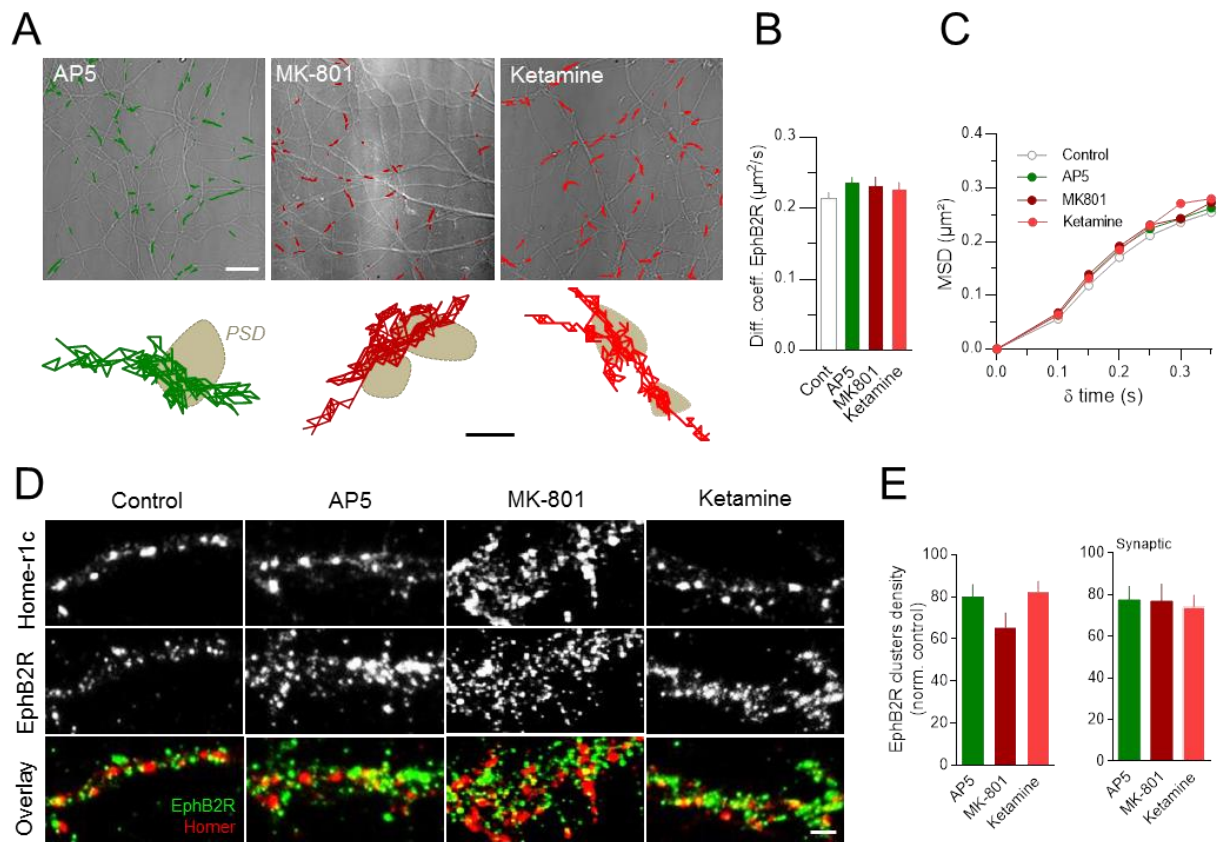 A
AP5
MK-801
Ketamine
PSD
B
Diff. coeff. EphB2R (µm²/s)
0.3
0.2
0.1
0.0
Cont
AP5
MK801
Ketamine
C
MSD (µm²)
0.4
0.3
0.2
0.1
0.0
Control
AP5
MK801
Ketamine
0.0 0.1 0.2 0.3
δ time (s)
D
Control
AP5
MK-801
Ketamine
Home-r1c
EphB2R
Overlay
EphB2R
Homer
E
EphB2R clusters density
(norm. control)
100
80
60
40
20
0
AP5
MK-801
Ketamine
Synaptic
100
80
60
40
20
0
AP5
MK-801
Ketamine